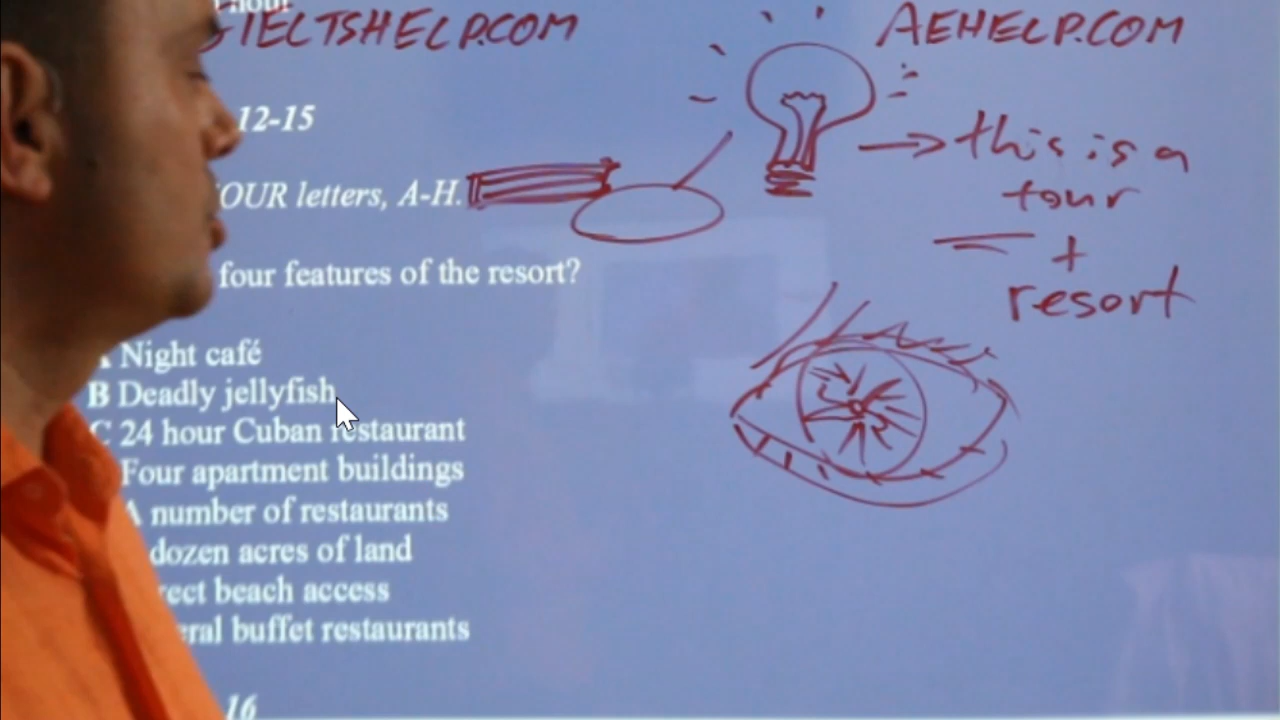 IELTSHELP.COM
AEHELP.COM
12-15
this is a
tour
OUR letters, A-H.
+
four features of the resort?
resort
Night café
B Deadly jellyfish
C 24 hour Cuban restaurant
Four apartment buildings
A number of restaurants
dozen acres of land
rect beach access
eral buffet restaurants
16